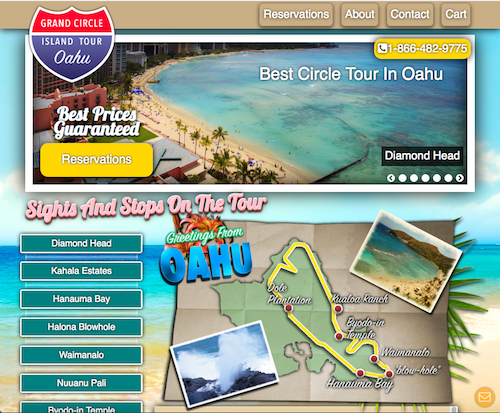 GRAND CIRCLE
ISLAND TOUR
Oahu
Reservations
About
Contact
Cart
1-866-482-9775
Best Circle Tour In Oahu
Best Prices
Guaranteed
Reservations
Diamond Head
Sights And Stops On The Tour
Diamond Head
Kahala Estates
Hanauma Bay
Halona Blowhole
Waimanalo
Nuuanu Pali
Byodo-in Temple
Greetings From
OAHU
Dole
Plantation
Kualoa Ranch
Byodo-in
Temple
Waimanalo
"blow-hole"
Hanauma Bay